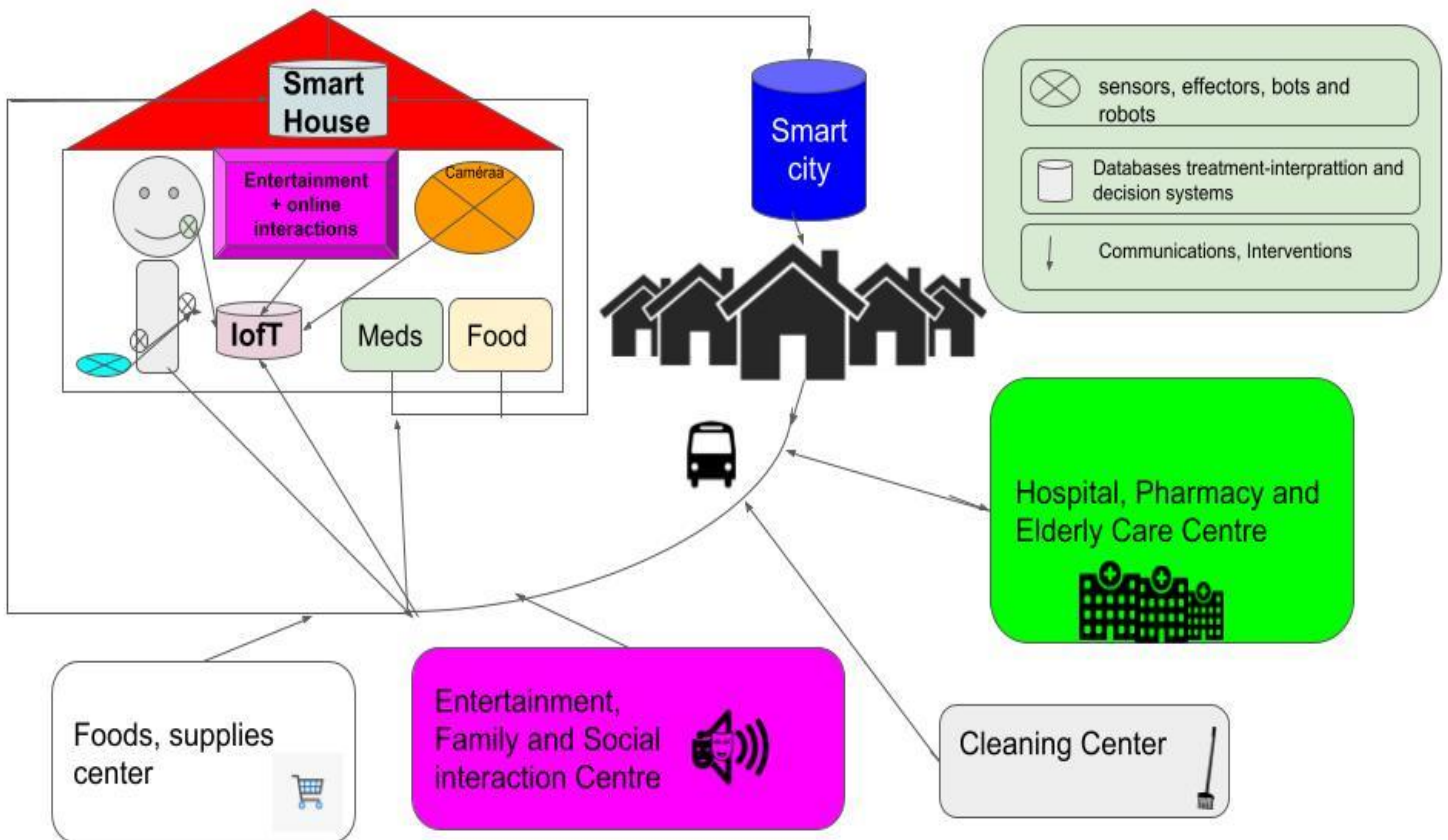 Smart
House
Entertainment
+ online
interactions
Caméraa
IofT
Meds
Food
Smart
city
sensors, effectors, bots and
robots
Databases treatment-interprattion and
decision systems
Communications, Interventions
Hospital, Pharmacy and
Elderly Care Centre
Foods, supplies
center
Entertainment,
Family and Social
interaction Centre
Cleaning Center